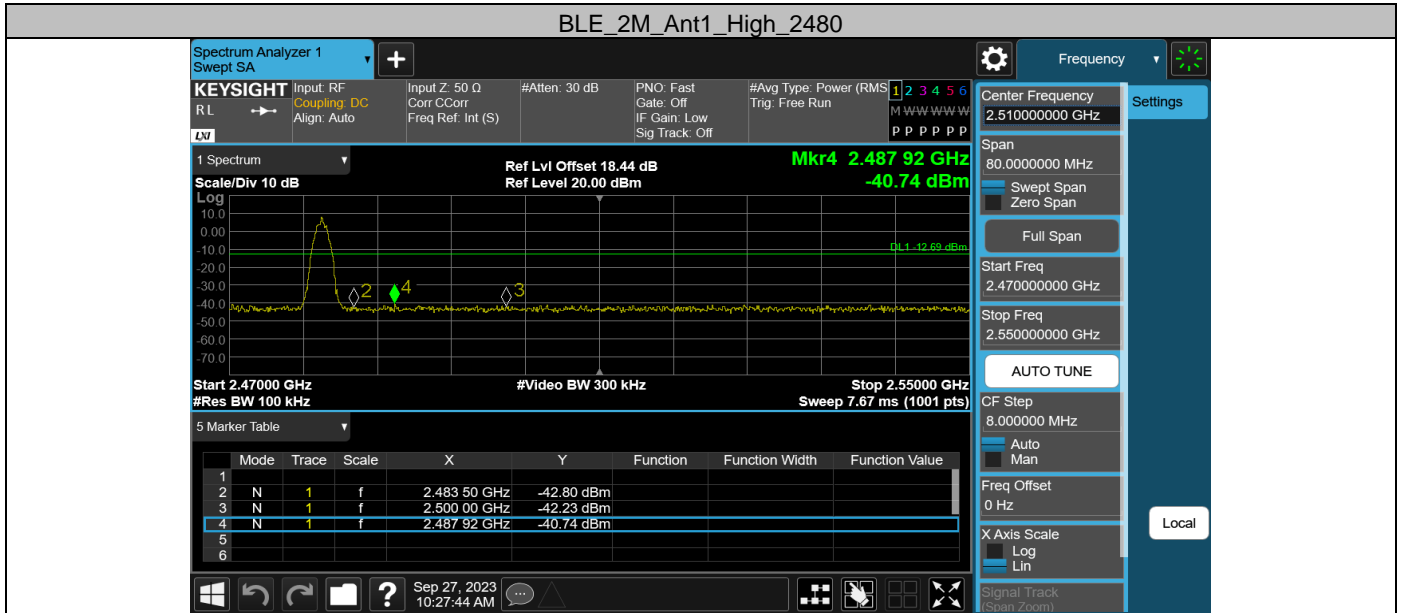 BLE_2M_Ant1_High_2480
Spectrum Analyzer 1
Swept SA
+
Frequency
KEYSIGHT
RL
LXI
Input: RF
Coupling: DC
Align: Auto
Input Z: 50 Ω
Corr CCorr
Freq Ref: Int (S)
#Atten: 30 dB
PNO: Fast
Gate: Off
IF Gain: Low
Sig Track: Off
#Avg Type: Power (RMS
Trig: Free Run
1 2 3 4 5 6
M W W W W W
P P P P P P
1 Spectrum
Scale/Div 10 dB
Ref Lvl Offset 18.44 dB
Ref Level 20.00 dBm
Mkr4 2.487 92 GHz
-40.74 dBm
Log
10.0
0.00
-10.0
-20.0
-30.0
-40.0
-50.0
-60.0
-70.0
DL1 -12.69 dBm
2
4
3
Start 2.47000 GHz
#Res BW 100 kHz
#Video BW 300 kHz
Stop 2.55000 GHz
Sweep 7.67 ms (1001 pts)
5 Marker Table
Mode Trace Scale X Y Function Function Width Function Value
1
2 N 1 f 2.483 50 GHz -42.80 dBm
3 N 1 f 2.500 00 GHz -42.23 dBm
4 N 1 f 2.487 92 GHz -40.74 dBm
5
6
Center Frequency
2.510000000 GHz
Settings
Span
80.0000000 MHz
Swept Span
Zero Span
Full Span
Start Freq
2.470000000 GHz
Stop Freq
2.550000000 GHz
AUTO TUNE
CF Step
8.000000 MHz
Auto
Man
Freq Offset
0 Hz
X Axis Scale
Log
Lin
Signal Track
(Span Zoom)
Local
?
Sep 27, 2023
10:27:44 AM